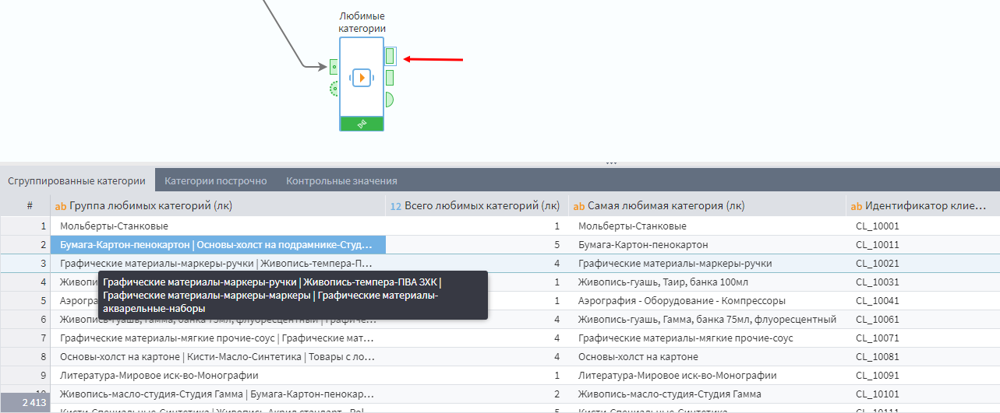 Любимые
категории
Сгруппированные категории Категории построчно Контрольные значения
# ab Группа любимых категорий (лк) 12 Всего любимых категорий (лк) ab Самая любимая категория (лк) ab Идентификатор клие...
1 Мольберты-Станковые 1 Мольберты-Станковые CL_10001
2 Бумага-Картон-пенокартон | Основы-холст на подрамнике-Студ... 5 Бумага-Картон-пенокартон CL_10011
3 Графические материалы-маркеры-ручки | Живопись-темпера-П... 4 Графические материалы-маркеры-ручки CL_10021
4 Живопи 1 Живопись-гуашь, Таир, банка 100мл CL_10031
Графические материалы-маркеры-ручки | Живопись-темпера-ПВА ЗХК |
Графические материалы-маркеры-маркеры | Графические материалы-
акварельные-наборы
5 Аэрогра 1 Аэрография - Оборудование - Компрессоры CL_10041
6 Живопись-гуашь, Гамма, банка 75мл, флуоресцентный | Графиче... 4 Живопись-гуашь, Гамма, банка 75мл, флуоресцентный CL_10061
7 Графические материалы-мягкие прочие-соус | Графические мат... 4 Графические материалы-мягкие прочие-соус CL_10071
8 Основы-холст на картоне | Кисти-Масло-Синтетика | Товары с ло... 4 Основы-холст на картоне CL_10081
9 Литература-Мировое иск-во-Монографии 1 Литература-Мировое иск-во-Монографии CL_10091
10 Живопись-масло-студия-Студия Гамма | Бумага-Картон-пенокар... 2 Живопись-масло-студия-Студия Гамма CL_10101
2 413 Кисти-Специальные-Синтетика | Живопись-Акрил стандарт 5 Кисти-Специальные-Синтетика CL_10111